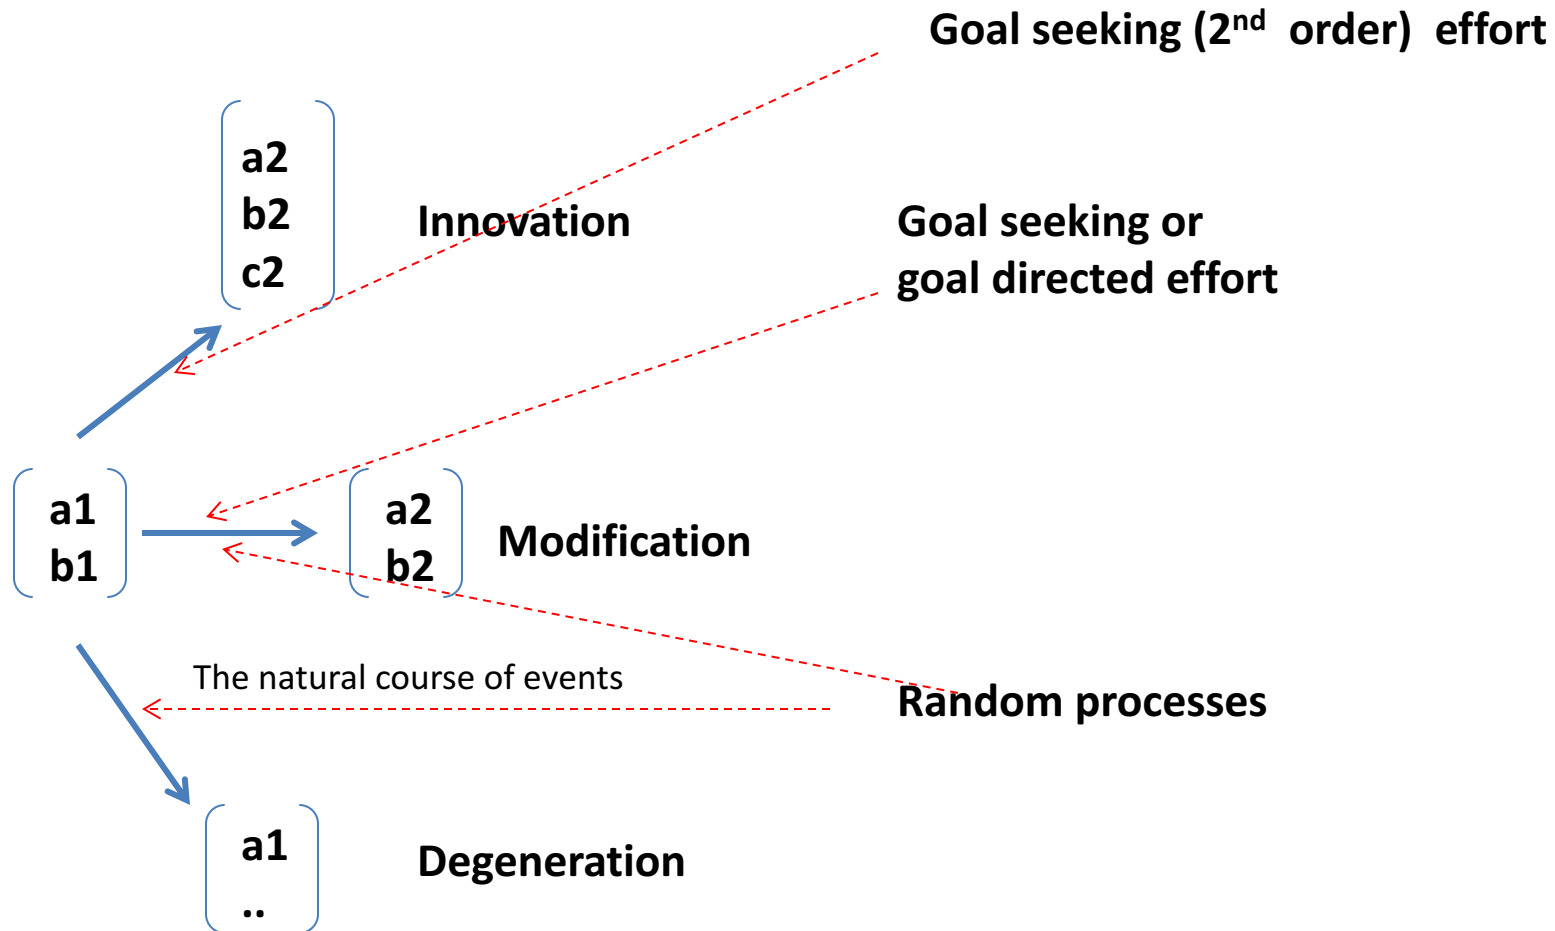 Goal seeking (2nd order) effort
a2
b2
c2
Innovation
Goal seeking or
goal directed effort
a1
b1
a2
b2
Modification
The natural course of events
Random processes
a1
..
Degeneration